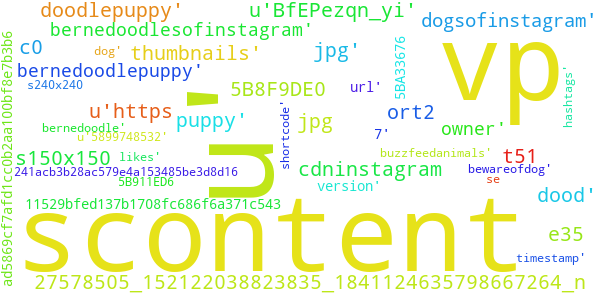 doodlepuppy'
u'BfEPezqn_yi'
dogsofinstagram'
bernedoodlesofinstagram'
c0
dog'
thumbnails'
jpg'
5BA33676
vp
hashtags'
bernedoodlepuppy'
s240x240
5B8F9DE0
url'
u'https
puppy'
jpg
ort2
owner'
bernedoodle'
u'5899748532'
7'
u'
shortcode'
s150x150
likes'
buzzfeedanimals'
t51
241acb3b28ac579e4a153485be3d8d16
cdninstagram
bewareofdog'
5B911ED6
version'
se
dood'
11529bfed137b1708fc686f6a371c543
scontent
e35
timestamp'
27578505_152122038823835_1841124635798667264_n
ad5869cf7afd1cc0b2aa100bf8e7b3b6